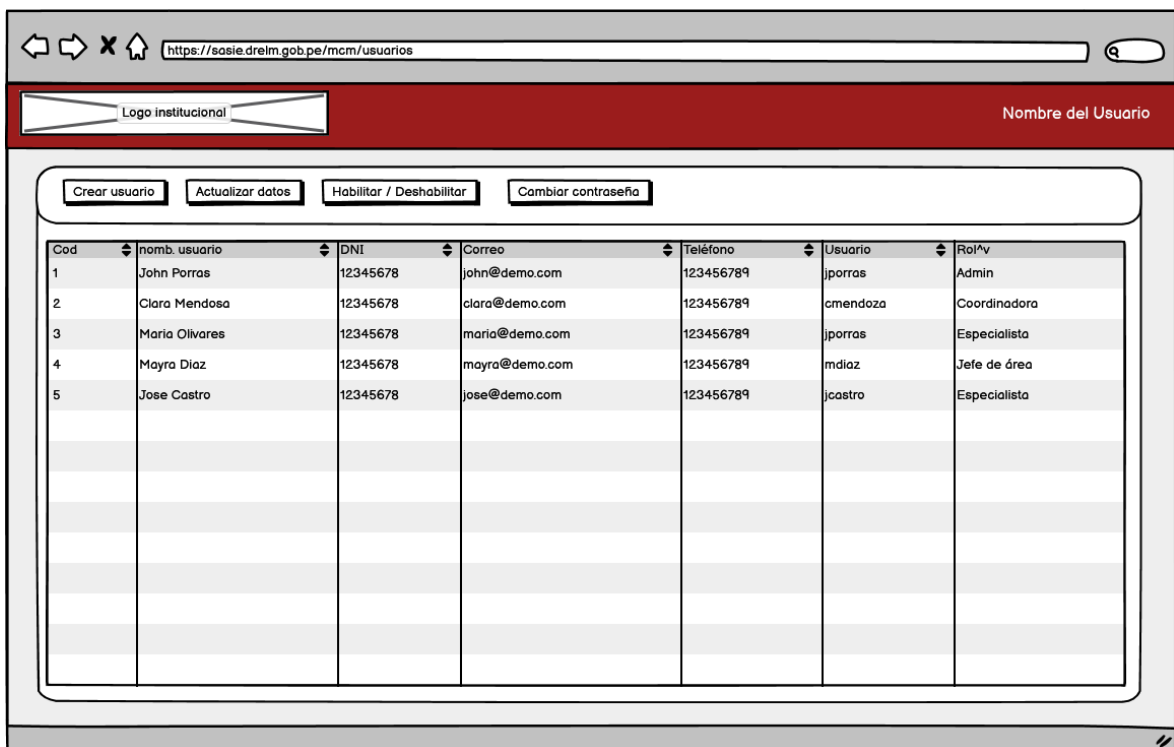 https://sasie.drelm.gob.pe/mcm/usuarios
Logo institucional
Nombre del Usuario
Crear usuario Actualizar datos Habilitar / Deshabilitar Cambiar contraseña
Cod nomb. usuario DNI Correo Teléfono Usuario Rol^v
1 John Porras 12345678 john@demo.com 123456789 jporras Admin
2 Clara Mendosa 12345678 clara@demo.com 123456789 cmendoza Coordinadora
3 Maria Olivares 12345678 maria@demo.com 123456789 jporras Especialista
4 Mayra Diaz 12345678 mayra@demo.com 123456789 mdiaz Jefe de área
5 Jose Castro 12345678 jose@demo.com 123456789 jcastro Especialista